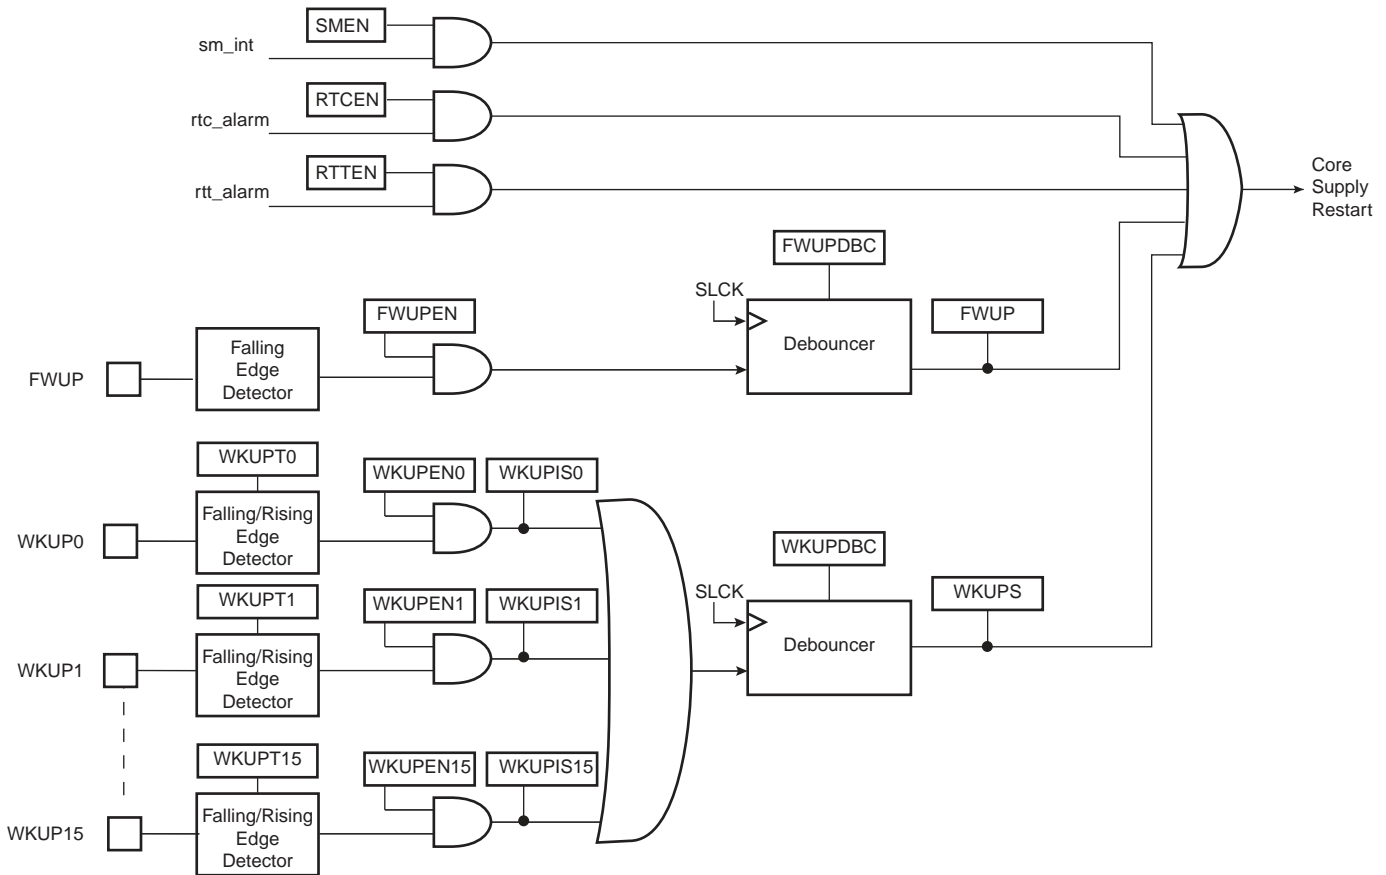 SMEN
sm_int
RTCEN
rtc_alarm
RTTEN
rtt_alarm
Core
Supply
Restart
FWUPDBC
SLCK
FWUPEN
FWUP
Falling
Edge
Detector
Debouncer
FWUP
WKUPT0
WKUPEN0
WKUPIS0
Falling/Rising
Edge
Detector
WKUP0
WKUPDBC
WKUPT1
WKUPEN1
WKUPIS1
SLCK
WKUPS
Falling/Rising
Edge
Detector
Debouncer
WKUP1
WKUPT15
WKUPEN15
WKUPIS15
Falling/Rising
Edge
Detector
WKUP15